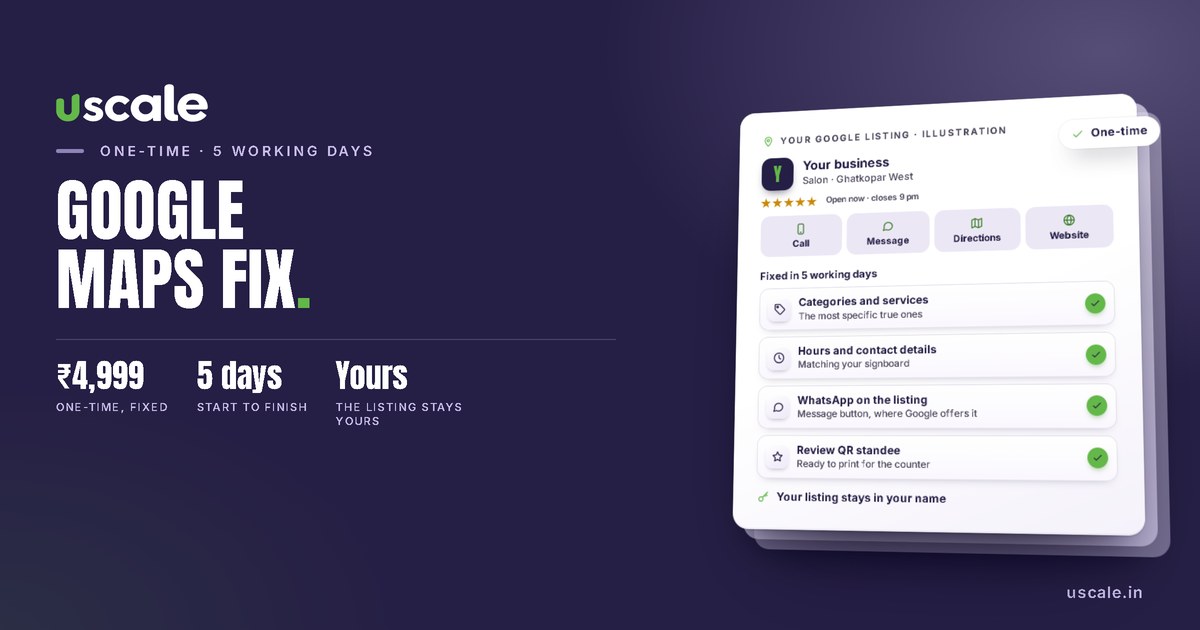 uscale
ONE-TIME · 5 WORKING DAYS
GOOGLE
MAPS FIX.
₹4,999
ONE-TIME, FIXED
5 days
START TO FINISH
Yours
THE LISTING STAYS
YOURS
YOUR GOOGLE LISTING · ILLUSTRATION
One-time
Y
Your business
Salon · Ghatkopar West
★★★★★ Open now · closes 9 pm
Call
Message
Directions
Website
Fixed in 5 working days
Categories and services
The most specific true ones
Hours and contact details
Matching your signboard
WhatsApp on the listing
Message button, where Google offers it
Review QR standee
Ready to print for the counter
Your listing stays in your name
uscale.in